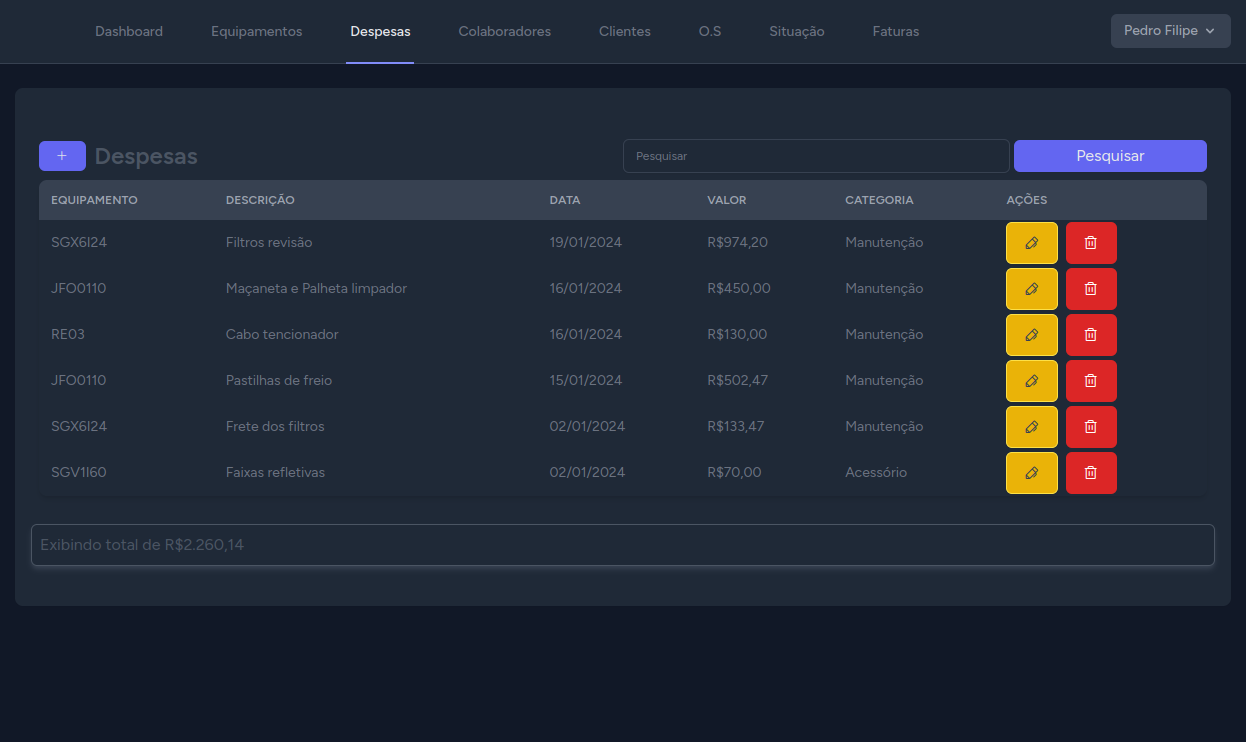 Dashboard Equipamentos Despesas Colaboradores Clientes O.S Situação Faturas Pedro Filipe
+ Despesas Pesquisar Pesquisar
EQUIPAMENTO DESCRIÇÃO DATA VALOR CATEGORIA AÇÕES
SGX6I24 Filtros revisão 19/01/2024 R$974,20 Manutenção
JFO0110 Maçaneta e Palheta limpador 16/01/2024 R$450,00 Manutenção
RE03 Cabo tencionador 16/01/2024 R$130,00 Manutenção
JFO0110 Pastilhas de freio 15/01/2024 R$502,47 Manutenção
SGX6I24 Frete dos filtros 02/01/2024 R$133,47 Manutenção
SGV1I60 Faixas refletivas 02/01/2024 R$70,00 Acessório
Exibindo total de R$2.260,14